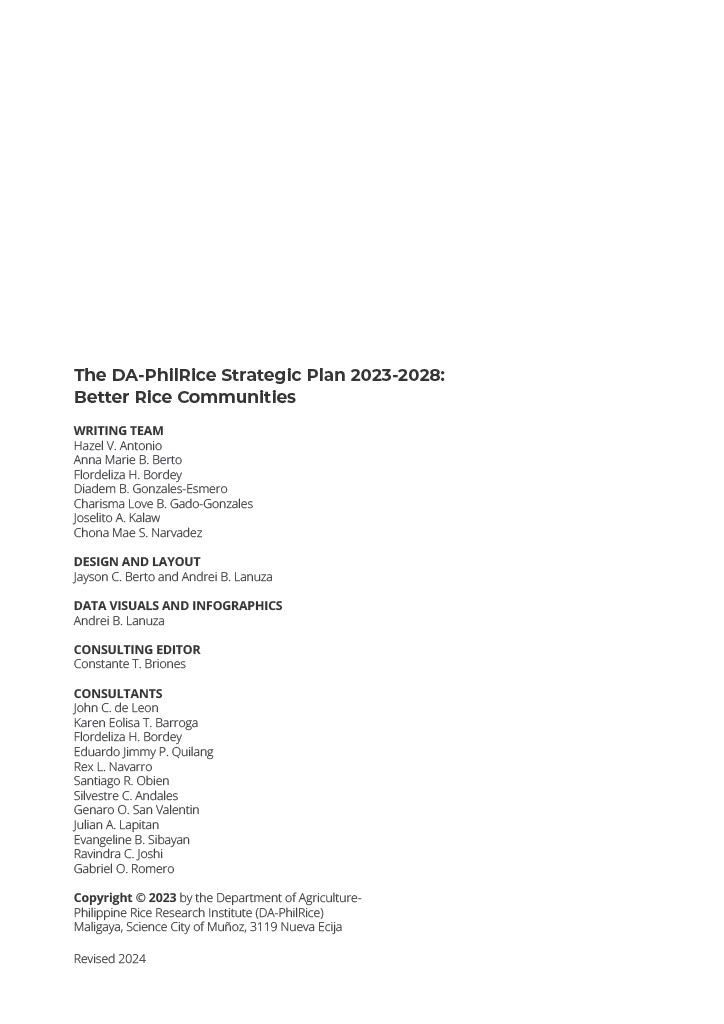 The DA-PhilRice Strategic Plan 2023-2028:
Better Rice Communities
WRITING TEAM
Hazel V. Antonio
Anna Marie B. Berto
Flordeliza H. Bordey
Diadem B. Gonzales-Esmero
Charisma Love B. Gado-Gonzales
Joselito A. Kalaw
Chona Mae S. Narvadez
DESIGN AND LAYOUT
Jayson C. Berto and Andrei B. Lanuza
DATA VISUALS AND INFOGRAPHICS
Andrei B. Lanuza
CONSULTING EDITOR
Constante T. Briones
CONSULTANTS
John C. de Leon
Karen Eolisa T. Barroga
Flordeliza H. Bordey
Eduardo Jimmy P. Quilang
Rex L. Navarro
Santiago R. Obien
Silvestre C. Andales
Genaro O. San Valentin
Julian A. Lapitan
Evangeline B. Sibayan
Ravindra C. Joshi
Gabriel O. Romero
Copyright © 2023 by the Department of Agriculture-
Philippine Rice Research Institute (DA-PhilRice)
Maligaya, Science City of Muñoz, 3119 Nueva Ecija
Revised 2024